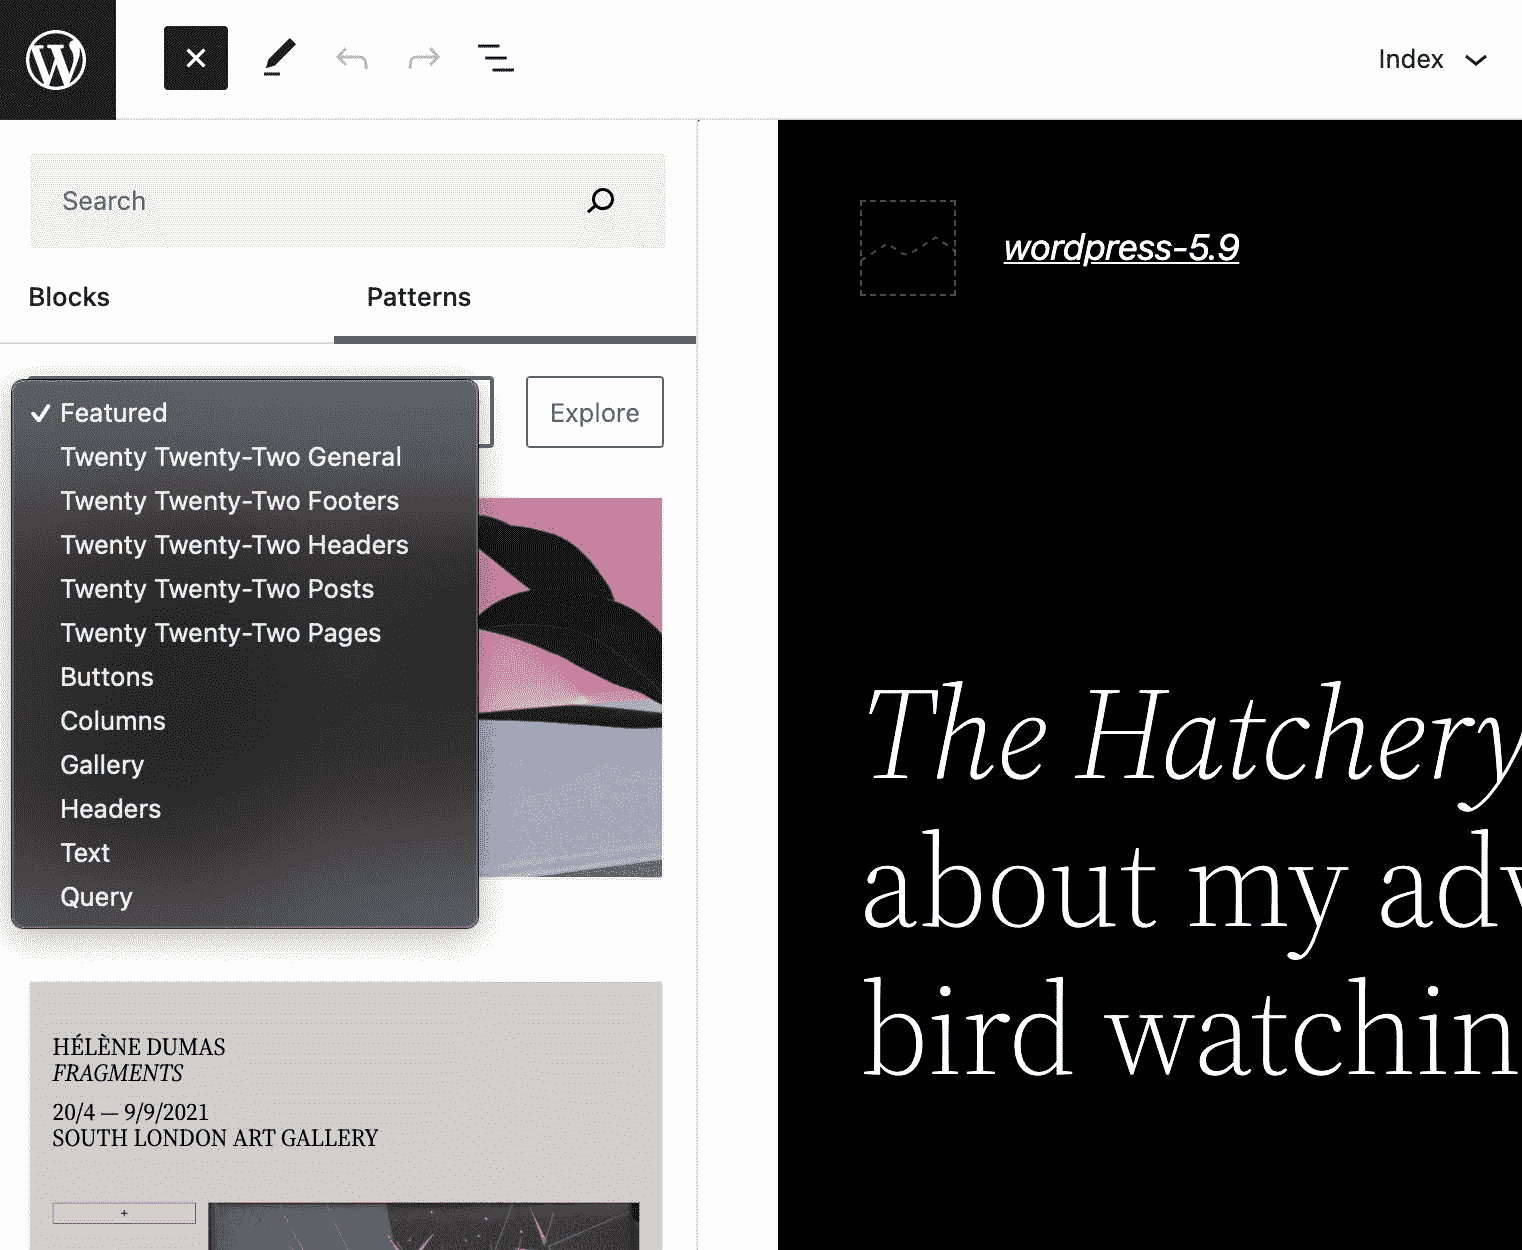 Index
Search
wordpress-5.9
Blocks
Patterns
Featured
Explore
Twenty Twenty-Two General
Twenty Twenty-Two Footers
Twenty Twenty-Two Headers
Twenty Twenty-Two Posts
Twenty Twenty-Two Pages
Buttons
Columns
Gallery
Headers
Text
Query
HÉLÈNE DUMAS
FRAGMENTS
20/4 — 9/9/2021
SOUTH LONDON ART GALLERY
The Hatchery
about my adv
bird watchin